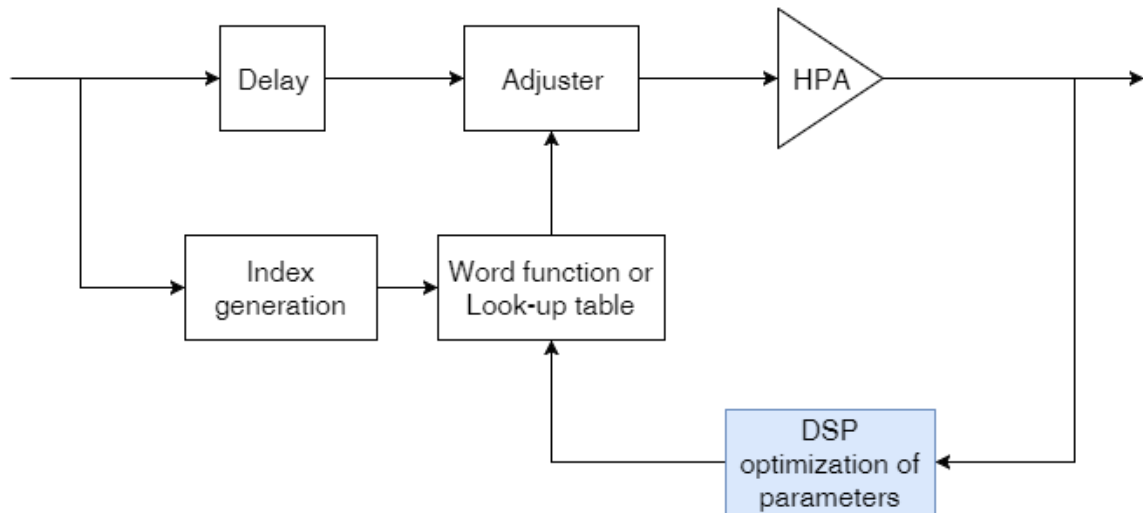 Delay
Adjuster
HPA
Index
generation
Word function or
Look-up table
DSP
optimization of
parameters